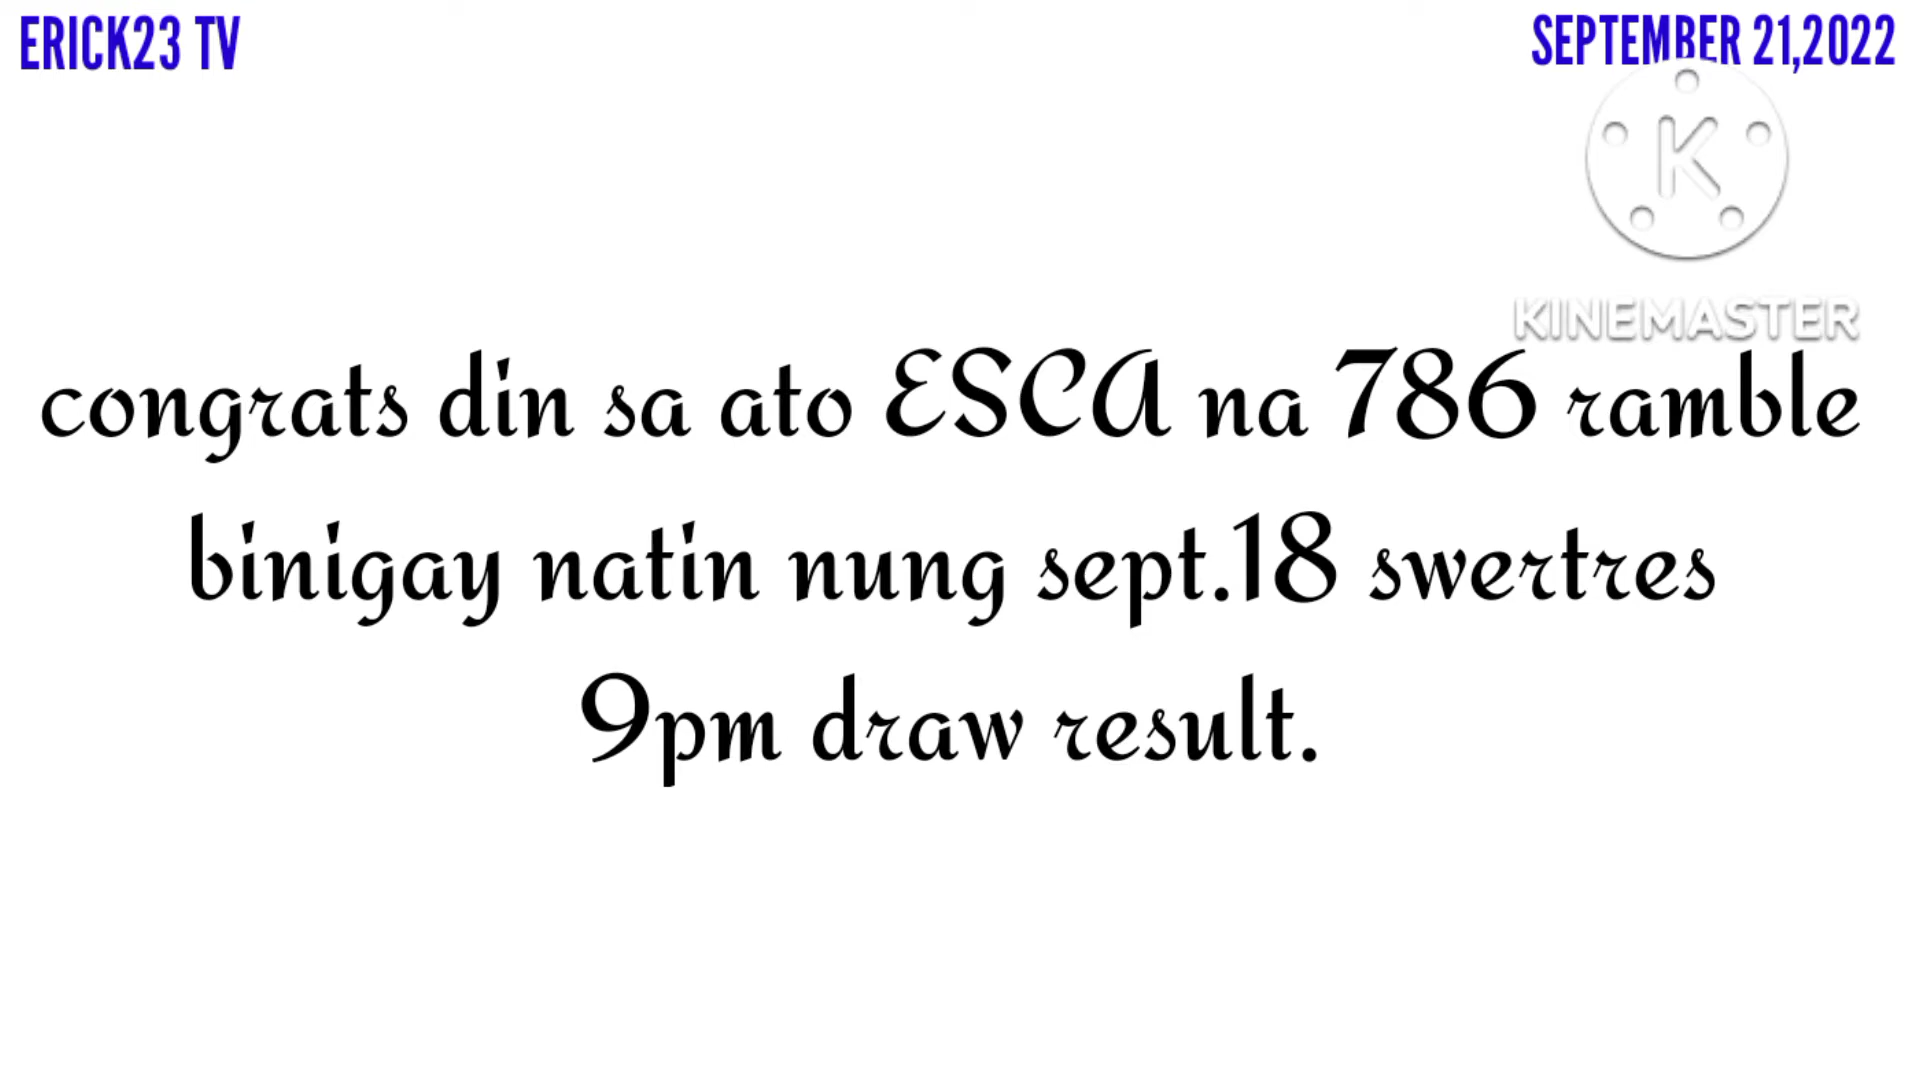 ERICK23 TV
SEPTEMBER 21,2022
K
KINEMASTER
congrats din sa ato ESCA na 786 ramble
binigay natin nung sept.18 swertres
9pm draw result.